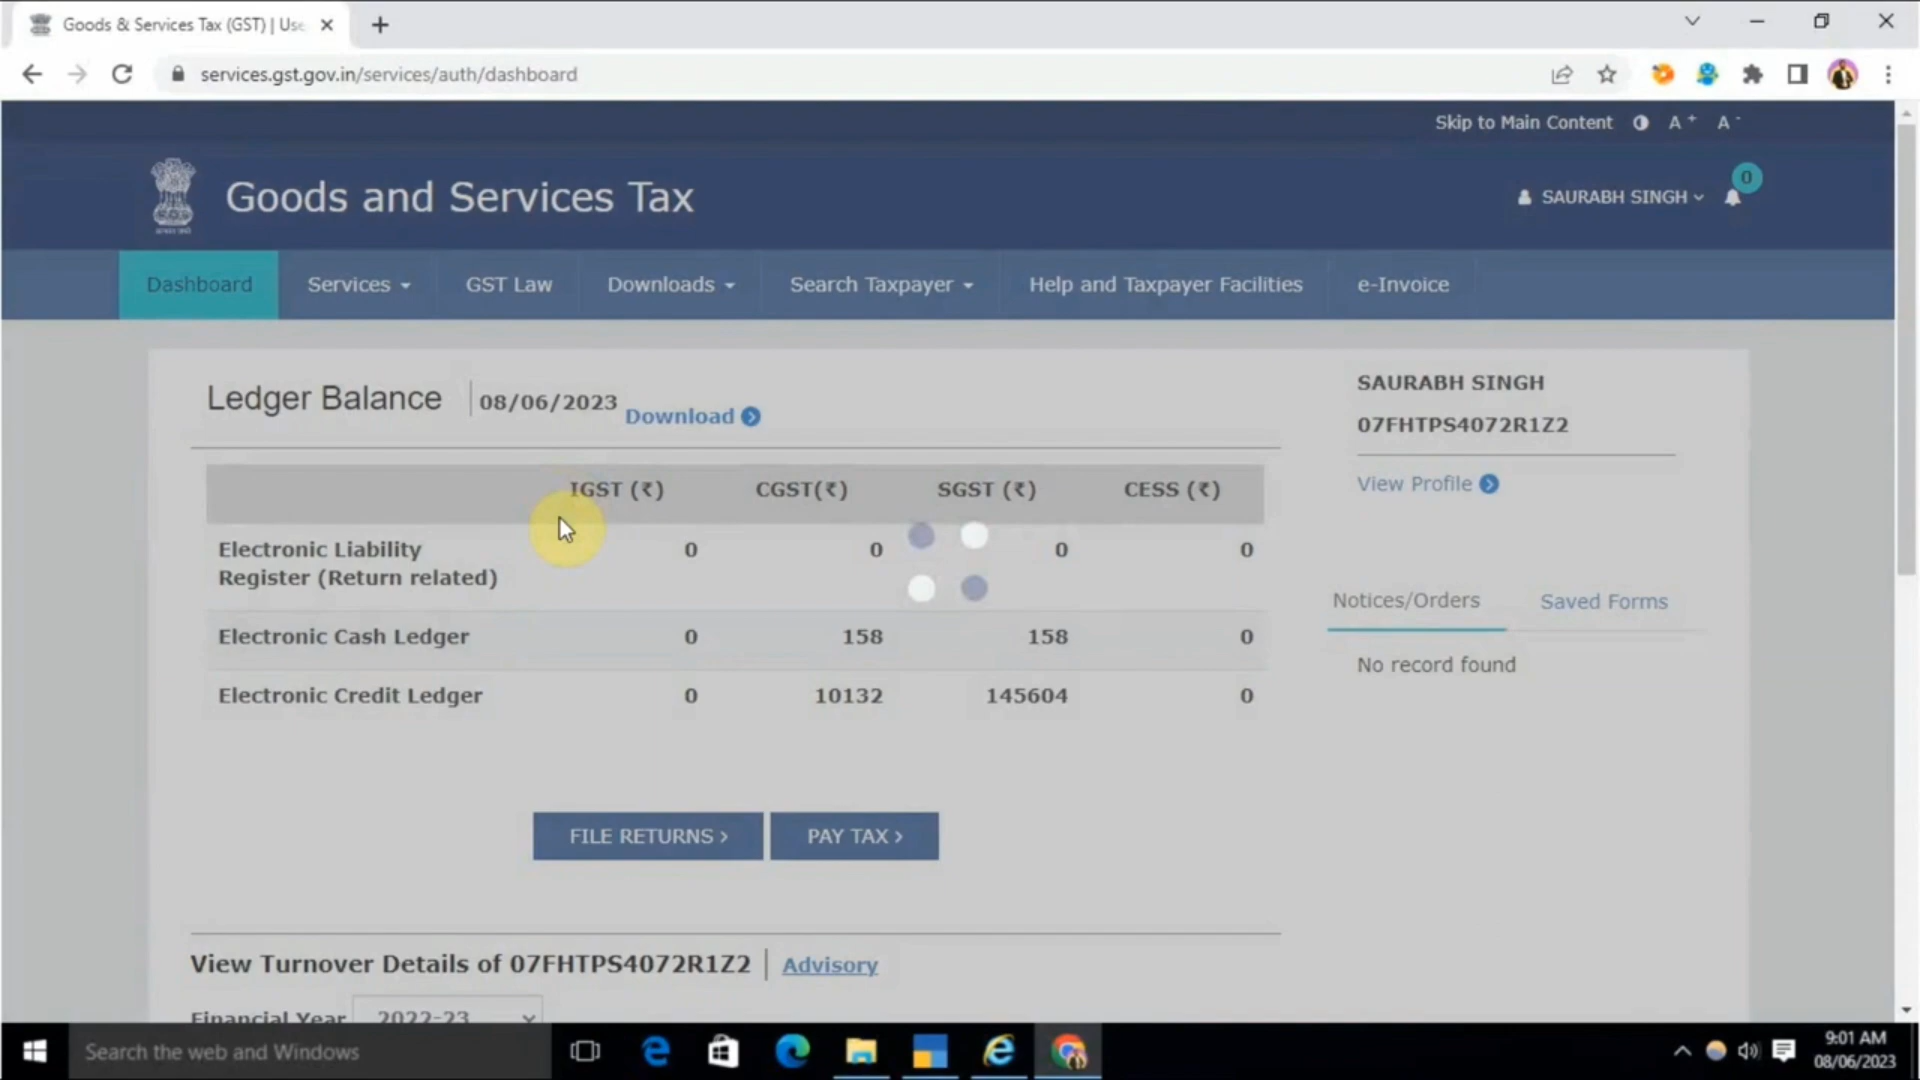 Goods & Services Tax (GST) | Use
services.gst.gov.in/services/auth/dashboard
Skip to Main Content A+ A-
Goods and Services Tax
SAURABH SINGH 0
Dashboard Services GST Law Downloads Search Taxpayer Help and Taxpayer Facilities e-Invoice
Ledger Balance 08/06/2023 Download
IGST (₹) CGST(₹) SGST (₹) CESS (₹)
Electronic Liability
Register (Return related) 0 0 0 0
Electronic Cash Ledger 0 158 158 0
Electronic Credit Ledger 0 10132 145604 0
FILE RETURNS > PAY TAX >
View Turnover Details of 07FHTPS4072R1Z2 Advisory
Financial Year 2022-23
SAURABH SINGH
07FHTPS4072R1Z2
View Profile
Notices/Orders Saved Forms
No record found
Search the web and Windows
9:01 AM
08/06/2023